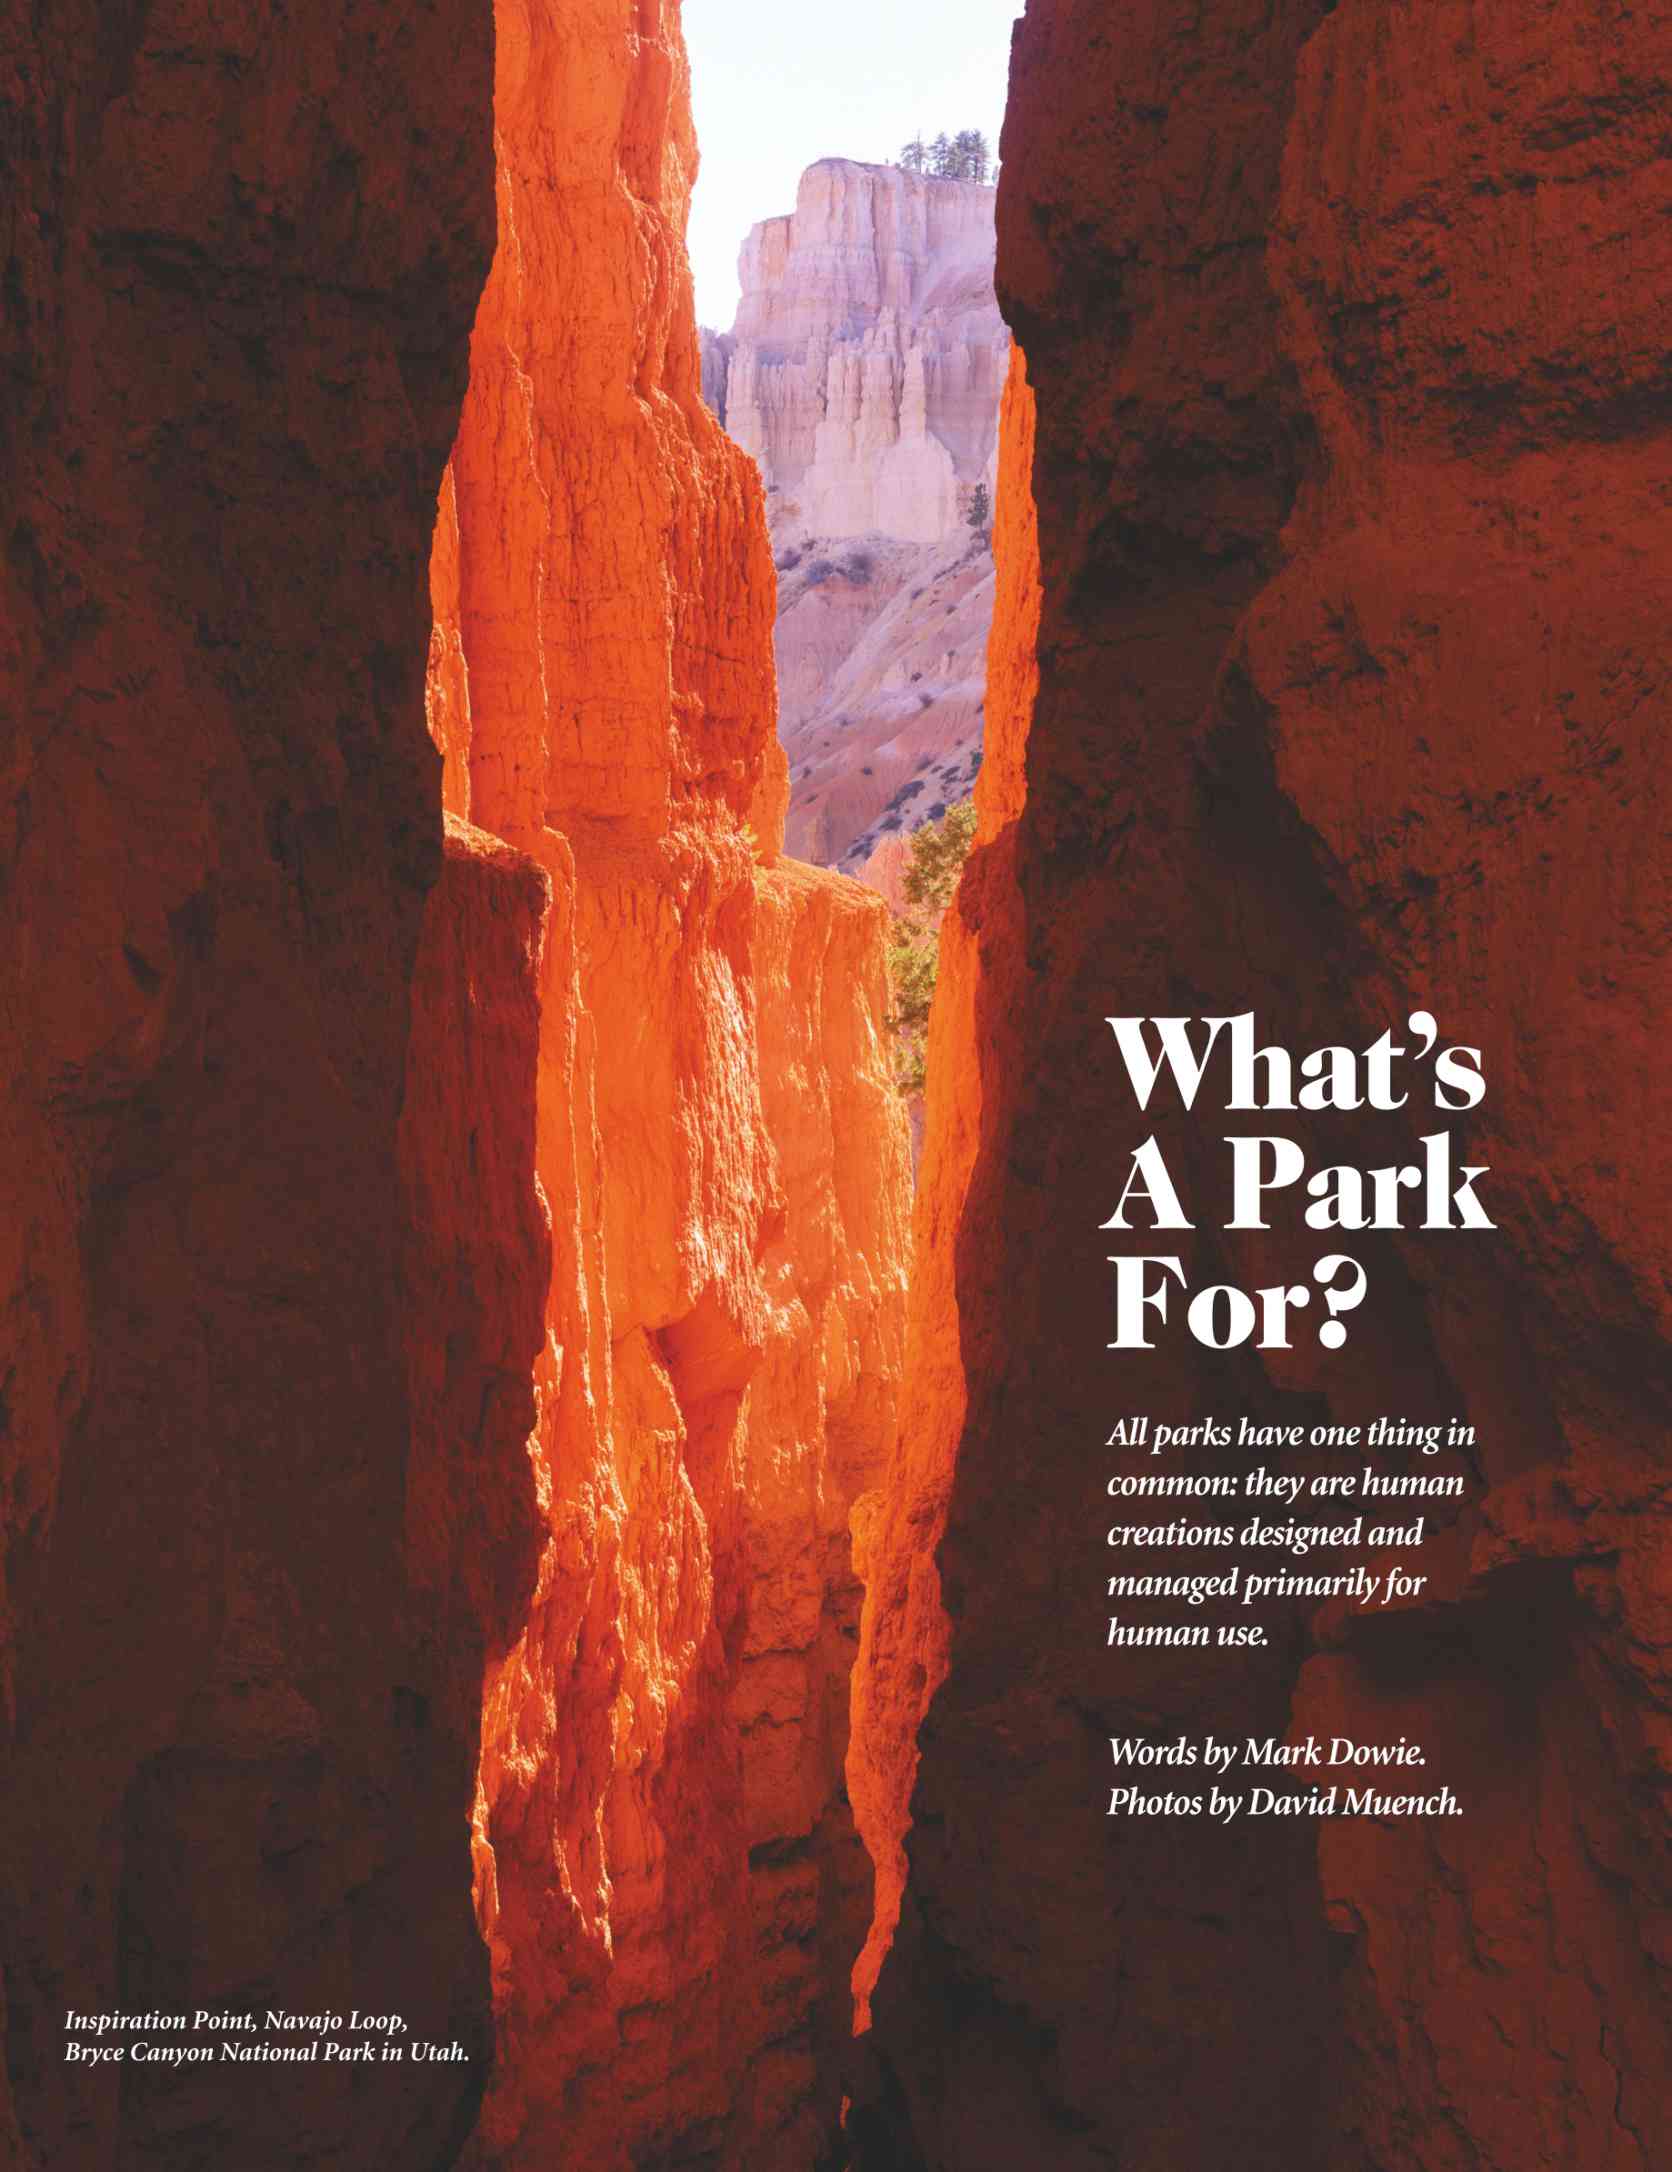 What's
A Park
For?
All parks have one thing in
common: they are human
creations designed and
managed primarily for
human use.
Words by Mark Dowie.
Photos by David Muench.
Inspiration Point, Navajo Loop,
Bryce Canyon National Park in Utah.